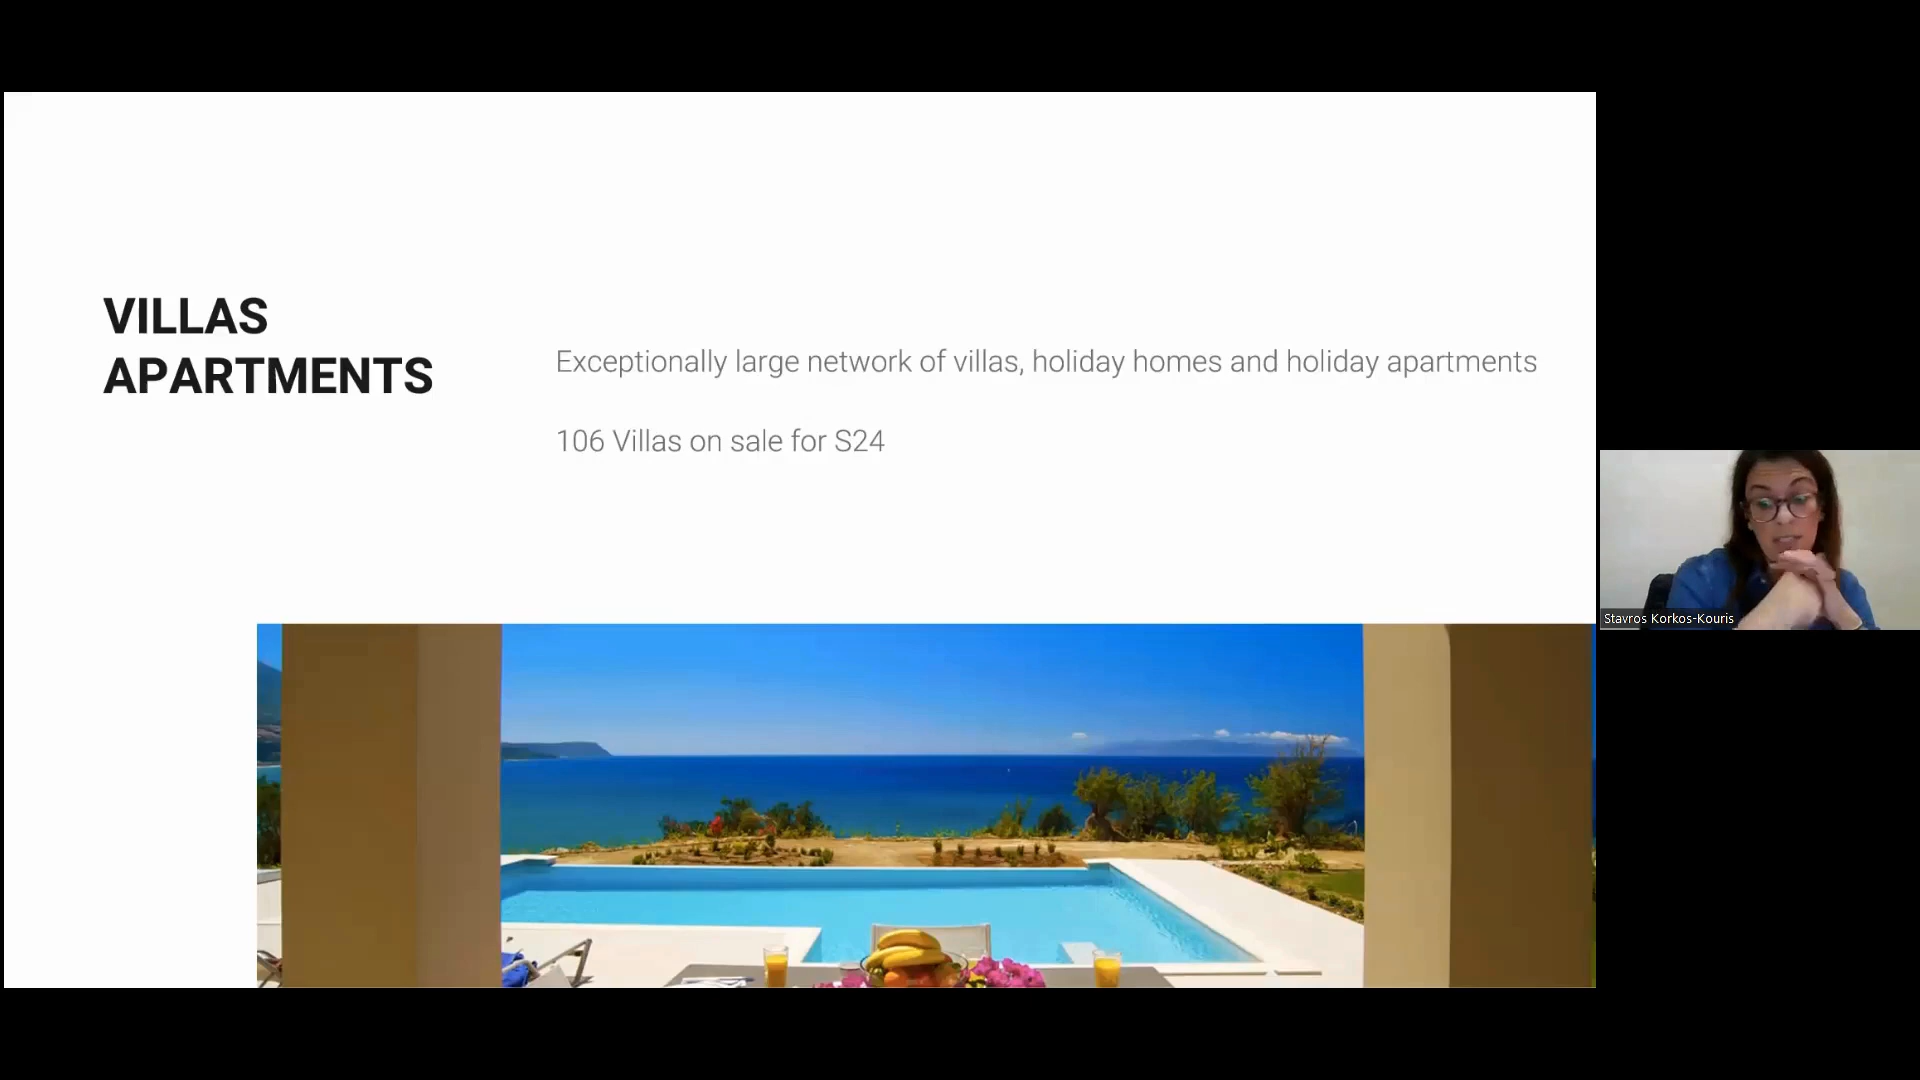 VILLAS
APARTMENTS
Exceptionally large network of villas, holiday homes and holiday apartments
106 Villas on sale for S24
Stavros Korkos-Kouris